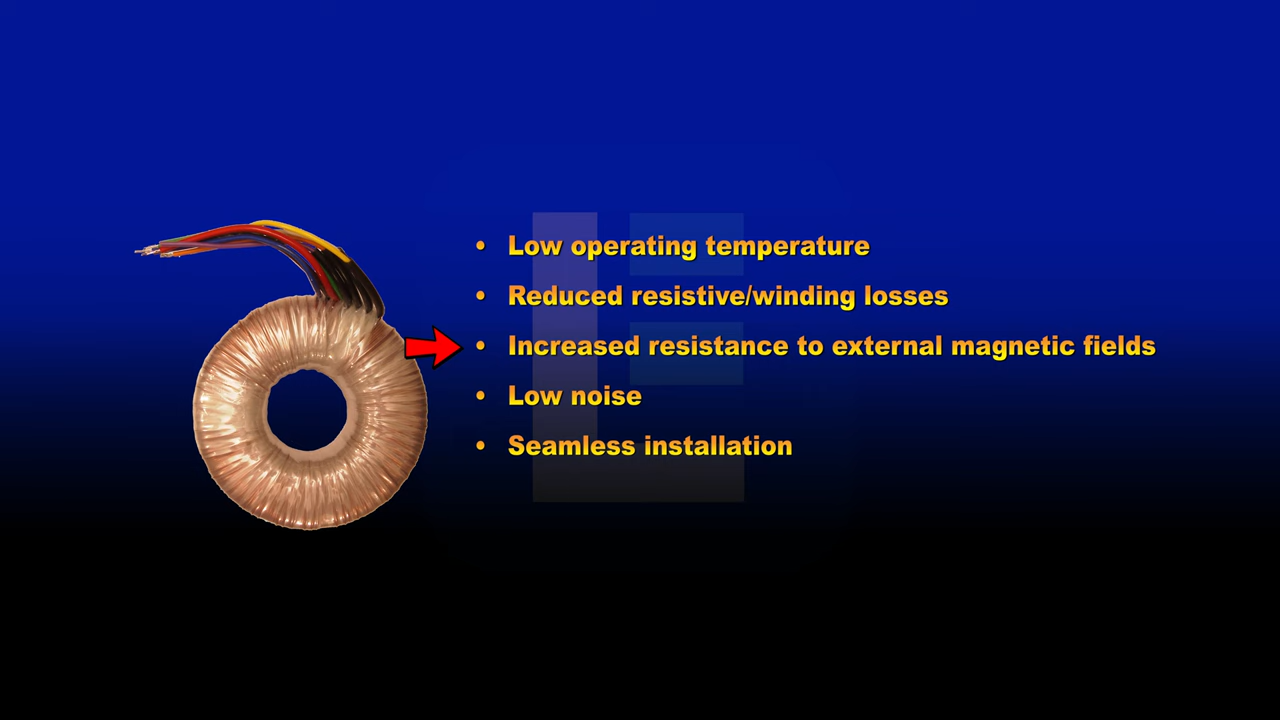 • Low operating temperature
• Reduced resistive/winding losses
• Increased resistance to external magnetic fields
• Low noise
• Seamless installation